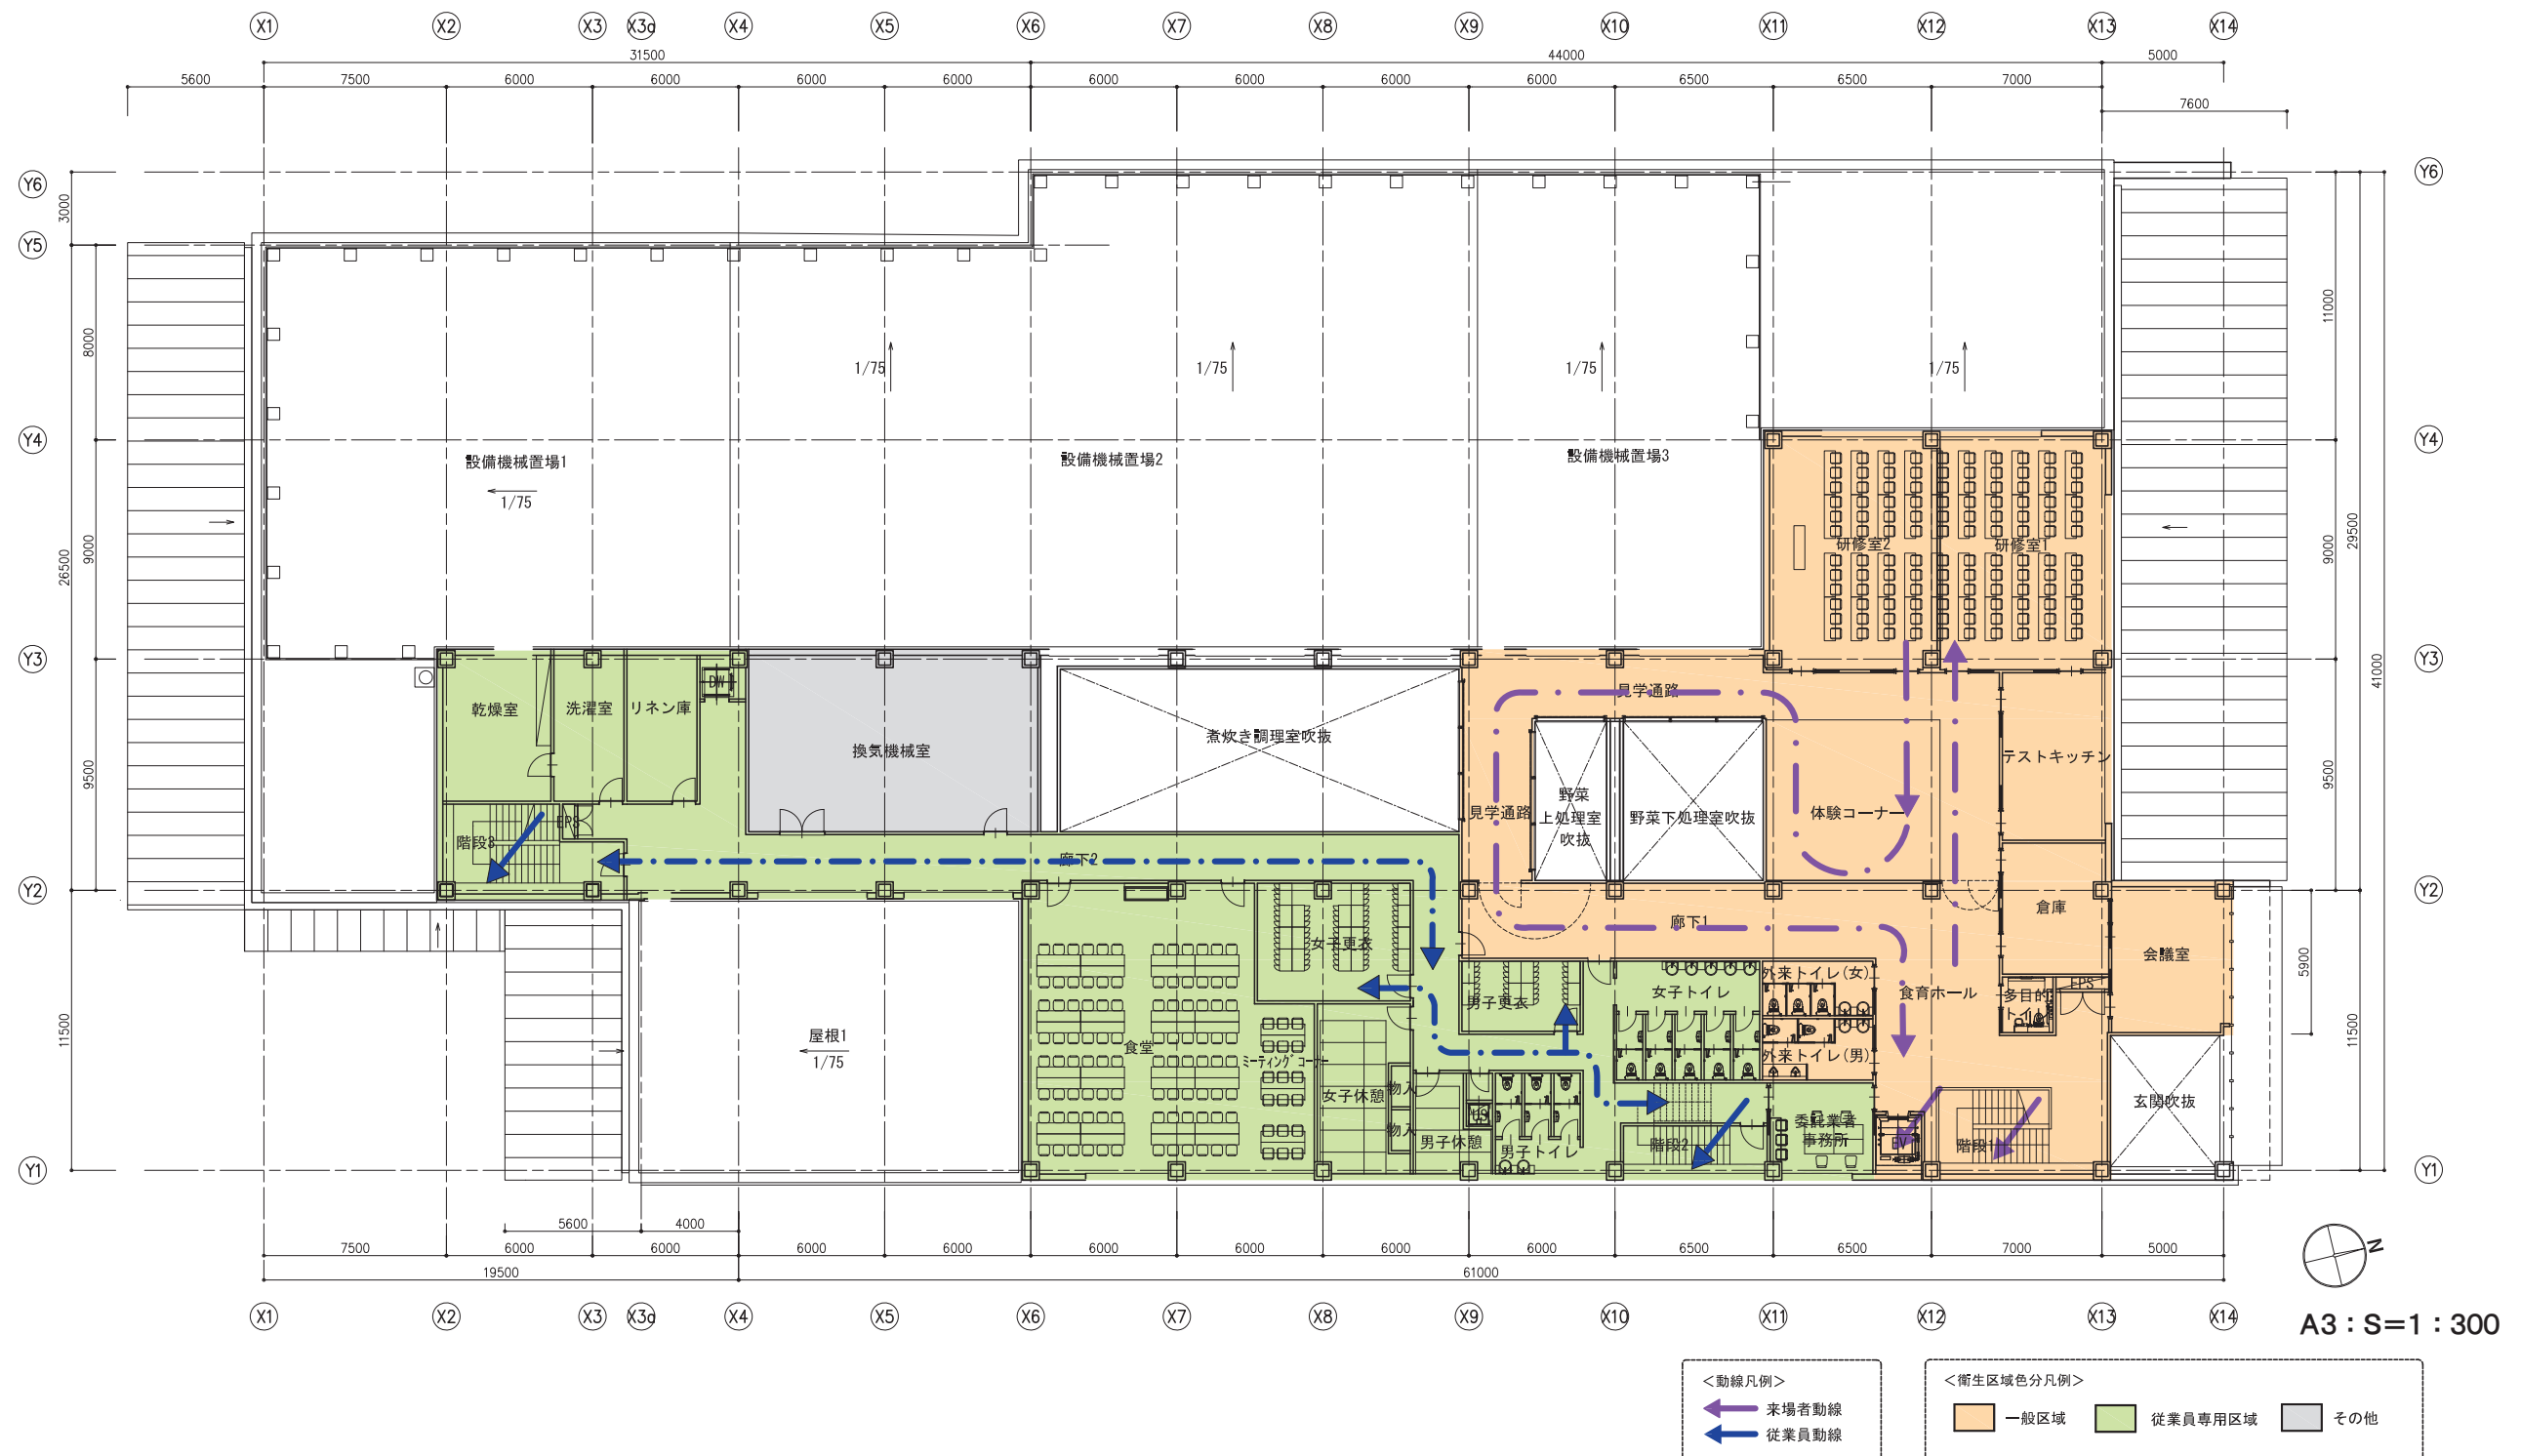 X1 X2 X3 X3a X4 X5 X6 X7 X8 X9 X10 X11 X12 X13 X14
31500 44000 5000
5600 7500 6000 6000 6000 6000 6000 6000 6000 6000 6500 6500 7000
7600
Y6 Y6
3000
Y5
8000 11000
1/75 1/75 1/75 1/75
Y4 Y4
設備機械置場1 設備機械置場2 設備機械置場3
1/75
26500 9000 9000 29500
研修室2 研修室1
Y3 Y3
41000
DW
乾燥室 洗濯室 リネン庫
見学通路
換気機械室 煮炊き調理室吹抜
テストキッチン
9500 9500
見学通路
野菜
上処理室
吹抜
野菜下処理室吹抜
体験コーナー
EPS
階段3
廊下2
Y2 Y2
倉庫
廊下1
女子更衣
会議室
5900
外来トイレ(女)
女子トイレ
食育ホール
EPS
多目的
トイレ
男子更衣
11500 11500
屋根1
1/75
食堂
ミーティングコーナー
外来トイレ(男)
女子休憩
物入
物入
玄関吹抜
委託業者
事務所
男子休憩
男子トイレ
階段2
EV
階段1
Y1 Y1
5600 4000
7500 6000 6000 6000 6000 6000 6000 6000 6000 6500 6500 7000 5000
19500 61000
N
X1 X2 X3 X3a X4 X5 X6 X7 X8 X9 X10 X11 X12 X13 X14
A3：S=1：300
＜動線凡例＞
来場者動線
従業員動線
＜衛生区域色分凡例＞
一般区域 従業員専用区域 その他